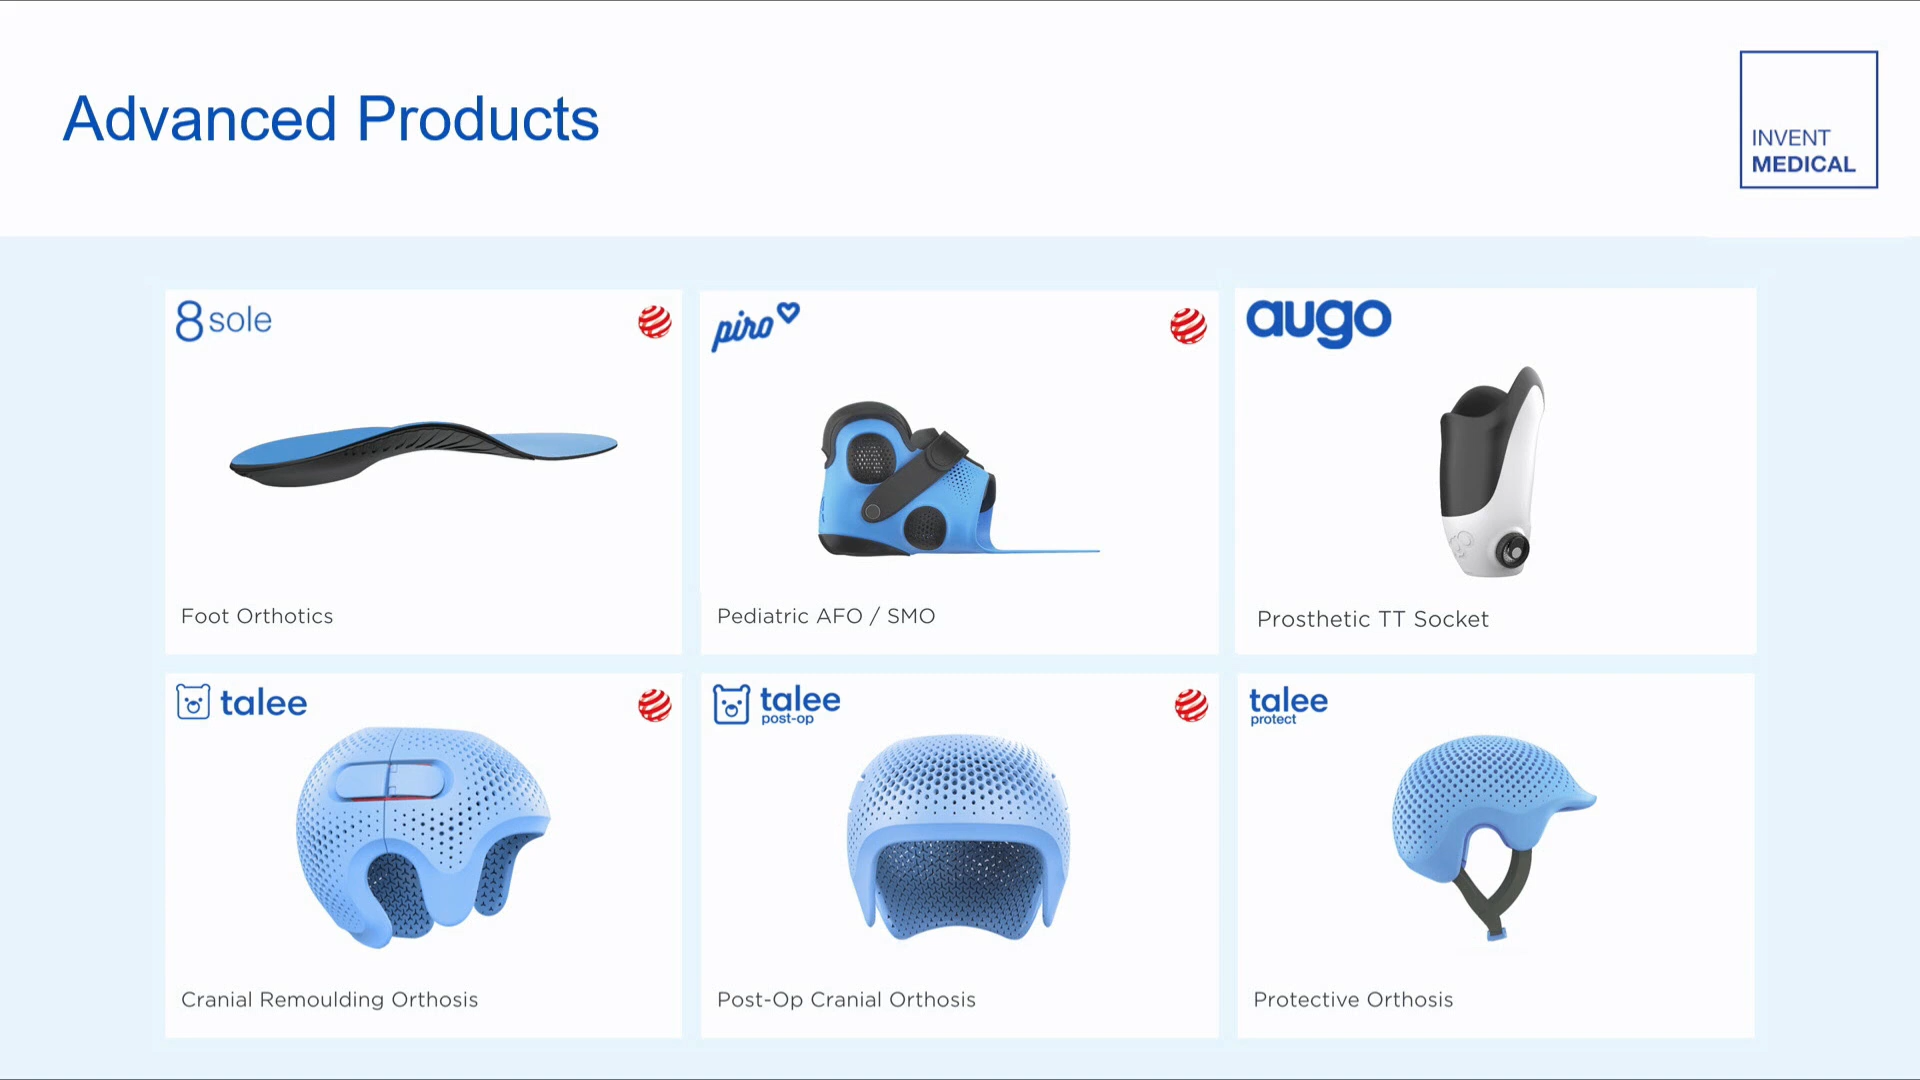 Advanced Products
INVENT
MEDICAL
8sole
Foot Orthotics
piro
Pediatric AFO / SMO
augo
Prosthetic TT Socket
talee
Cranial Remoulding Orthosis
talee
post-op
Post-Op Cranial Orthosis
talee
protect
Protective Orthosis